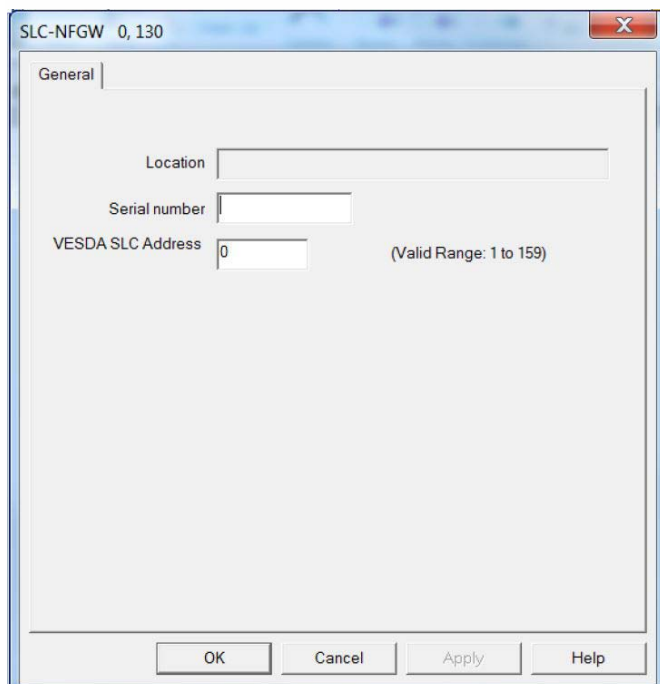 SLC-NFGW 0, 130
General
Location
Serial number
VESDA SLC Address 0 (Valid Range: 1 to 159)
OK Cancel Apply Help